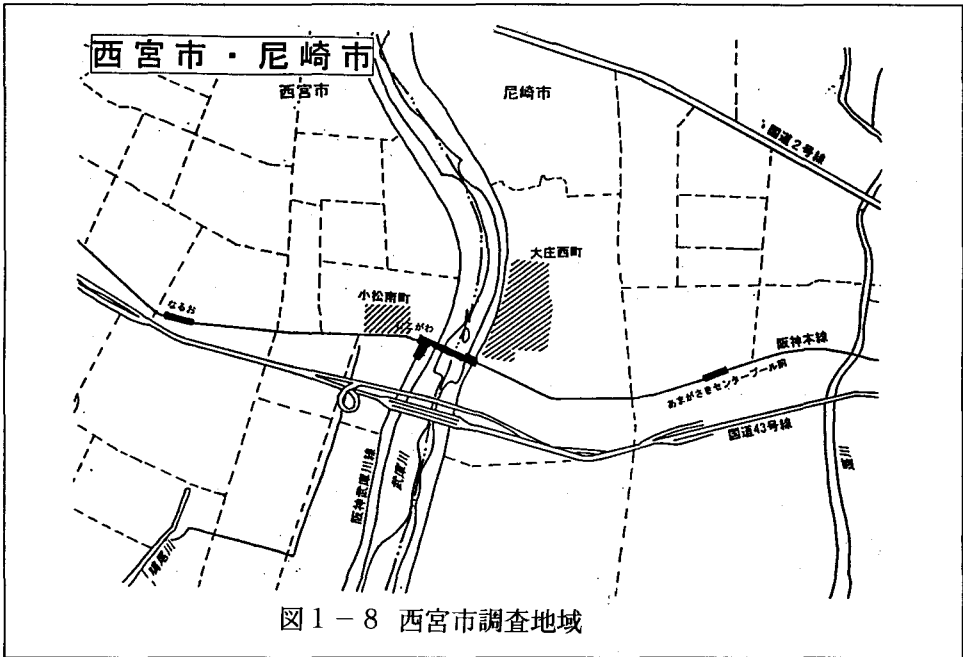 西宮市・尼崎市
西宮市
尼崎市
国道2号線
大庄西町
小松南町
なるお
むこがわ
阪神本線
あまがさきセンタープール前
国道43号線
阪神武庫川線
武庫川
蓬川
図1-8 西宮市調査地域